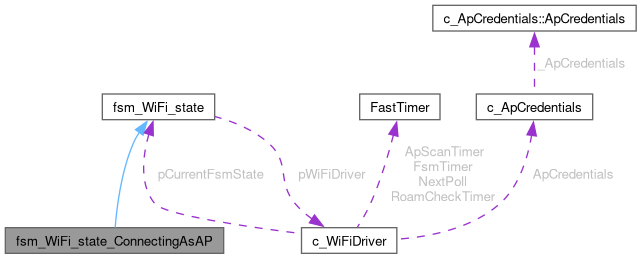 c_ApCredentials::ApCredentials
_ApCredentials
fsm_WiFi_state
FastTimer
c_ApCredentials
pCurrentFsmState
pWiFiDriver
ApScanTimer
FsmTimer
NextPoll
RoamCheckTimer
ApCredentials
fsm_WiFi_state_ConnectingAsAP
c_WiFiDriver